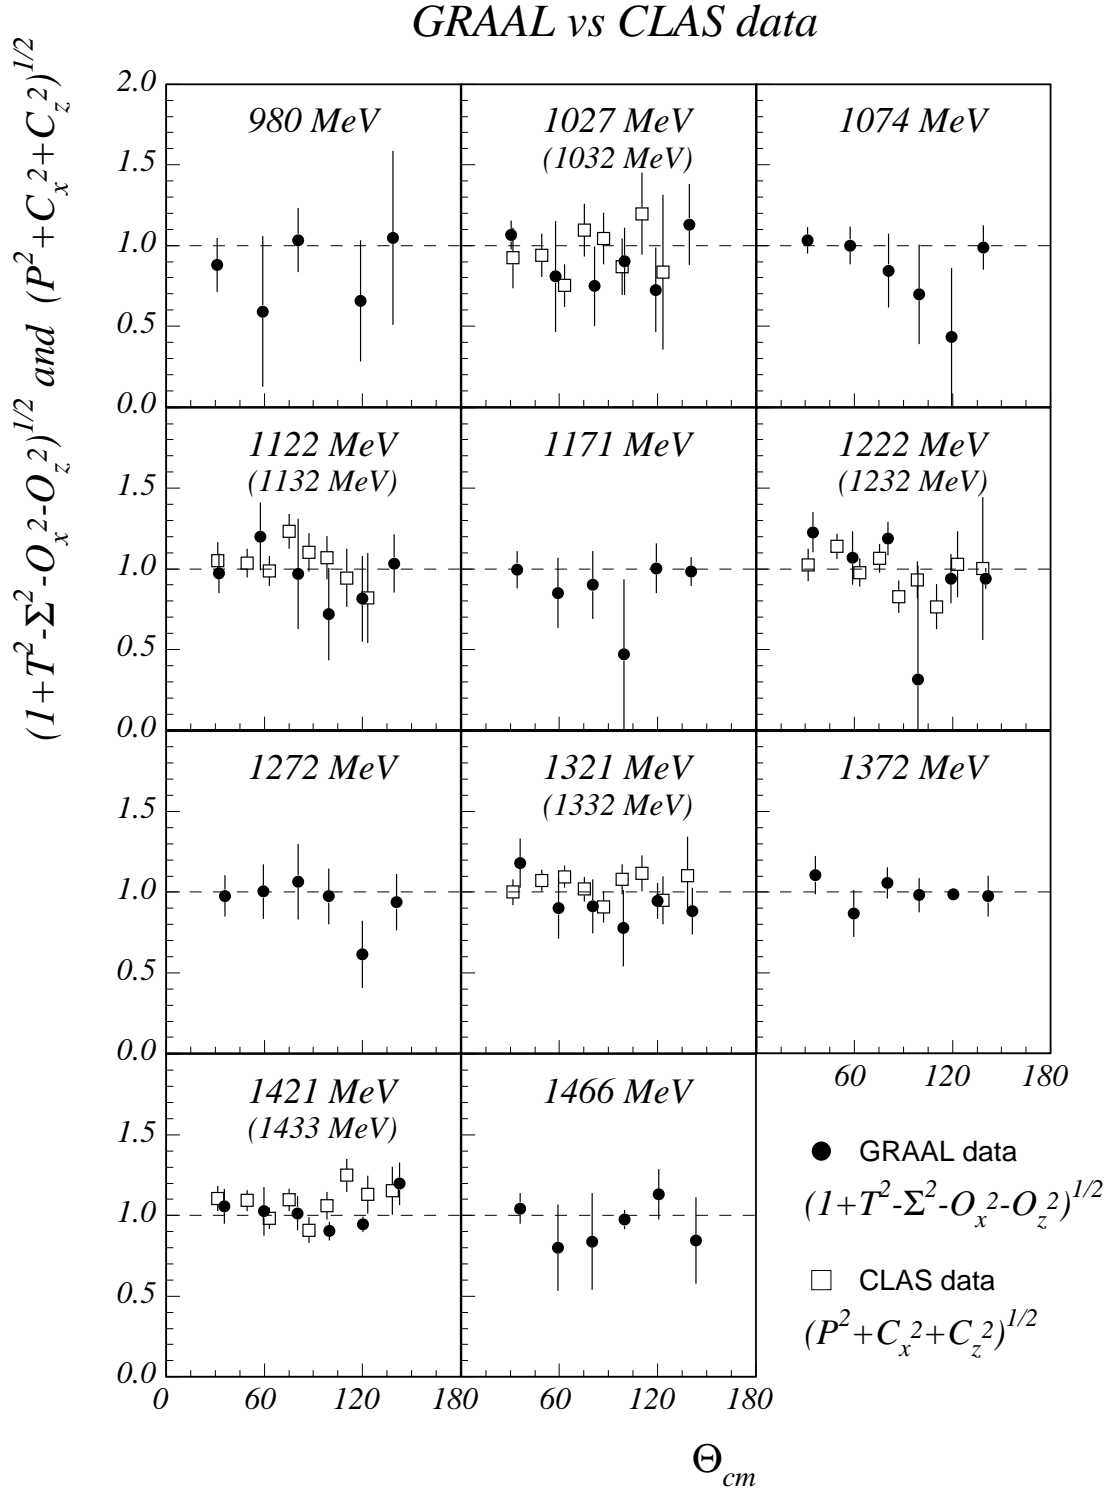 GRAAL vs CLAS data
(1+T²-Σ²-Oₓ²-O_z²)^1/2 and (P²+Cₓ²+C_z²)^1/2
980 MeV
1027 MeV
(1032 MeV)
1074 MeV
2.0
1.5
1.0
0.5
0.0
1122 MeV
(1132 MeV)
1171 MeV
1222 MeV
(1232 MeV)
1.5
1.0
0.5
0.0
1272 MeV
1321 MeV
(1332 MeV)
1372 MeV
1.5
1.0
0.5
0.0
60 120 180
1421 MeV
(1433 MeV)
1466 MeV
1.5
1.0
0.5
0.0
0 60 120 180 60 120 180
GRAAL data
(1+T²-Σ²-Oₓ²-O_z²)^1/2
CLAS data
(P²+Cₓ²+C_z²)^1/2
Θcm